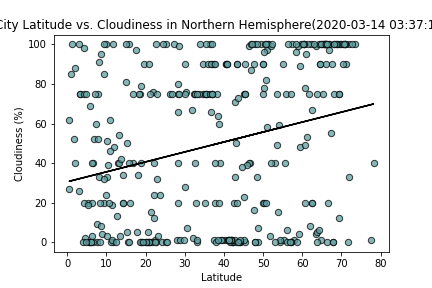 City Latitude vs. Cloudiness in Northern Hemisphere(2020-03-14 03:37:1
100
80
60
40
20
0
Cloudiness (%)
0 10 20 30 40 50 60 70 80
Latitude